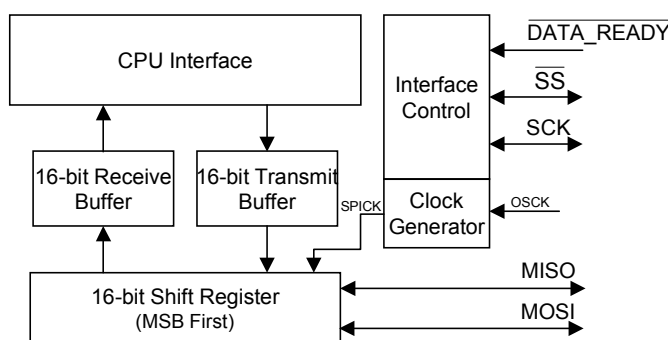 CPU Interface
DATA_READY
Interface
Control
SS
SCK
16-bit Receive
Buffer
16-bit Transmit
Buffer
SPICK
Clock
Generator
OSCK
16-bit Shift Register
(MSB First)
MISO
MOSI